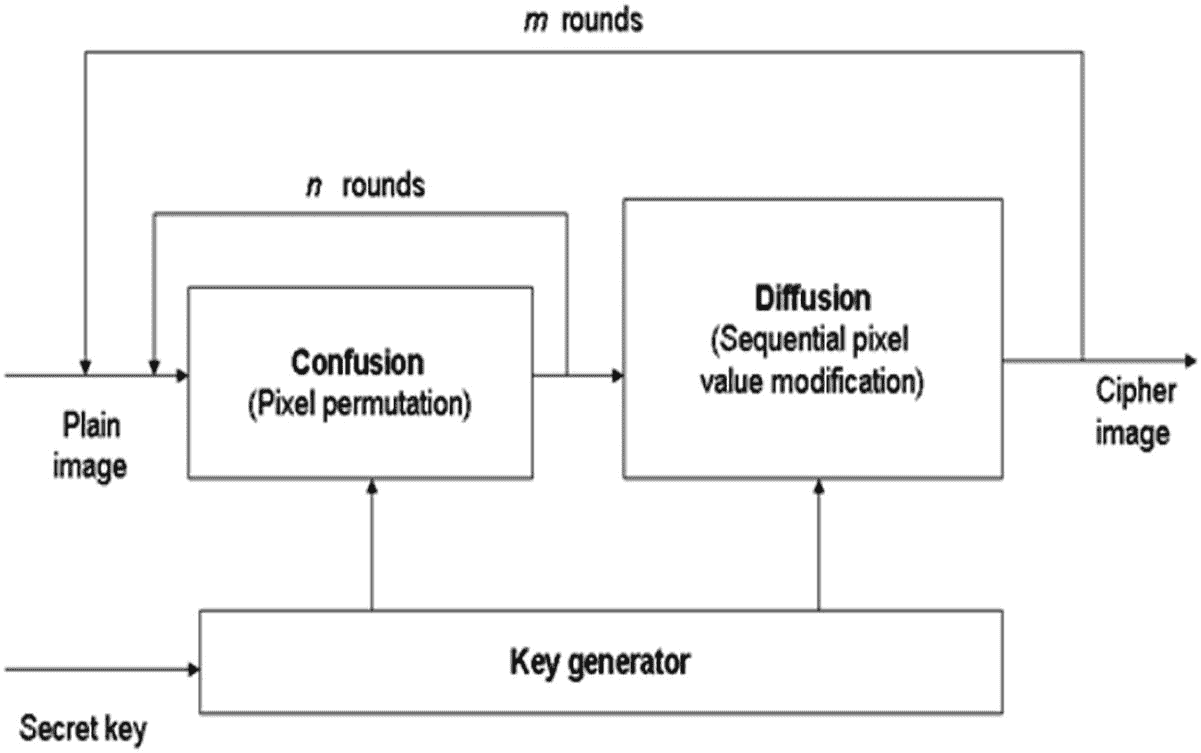 m rounds
n rounds
Confusion
(Pixel permutation)
Diffusion
(Sequential pixel
value modification)
Plain
image
Cipher
image
Key generator
Secret key